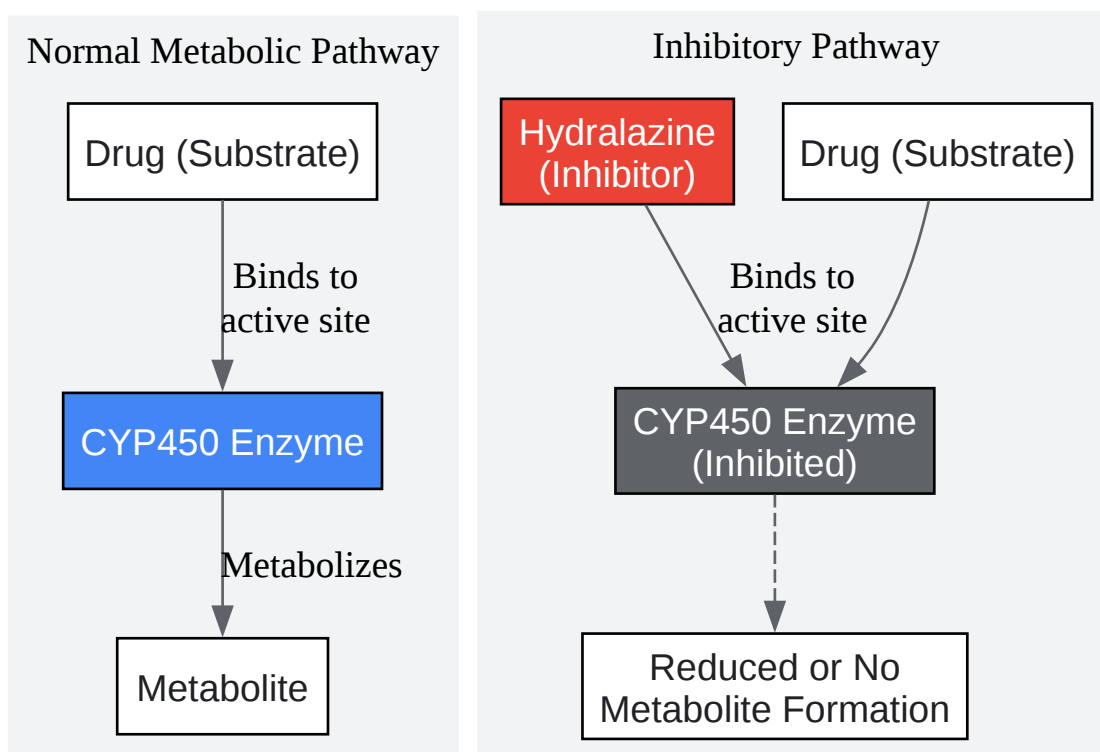 Normal Metabolic Pathway
Drug (Substrate)
Binds to
active site
CYP450 Enzyme
Metabolizes
Metabolite
Inhibitory Pathway
Hydralazine
(Inhibitor)
Drug (Substrate)
Binds to
active site
CYP450 Enzyme
(Inhibited)
Reduced or No
Metabolite Formation